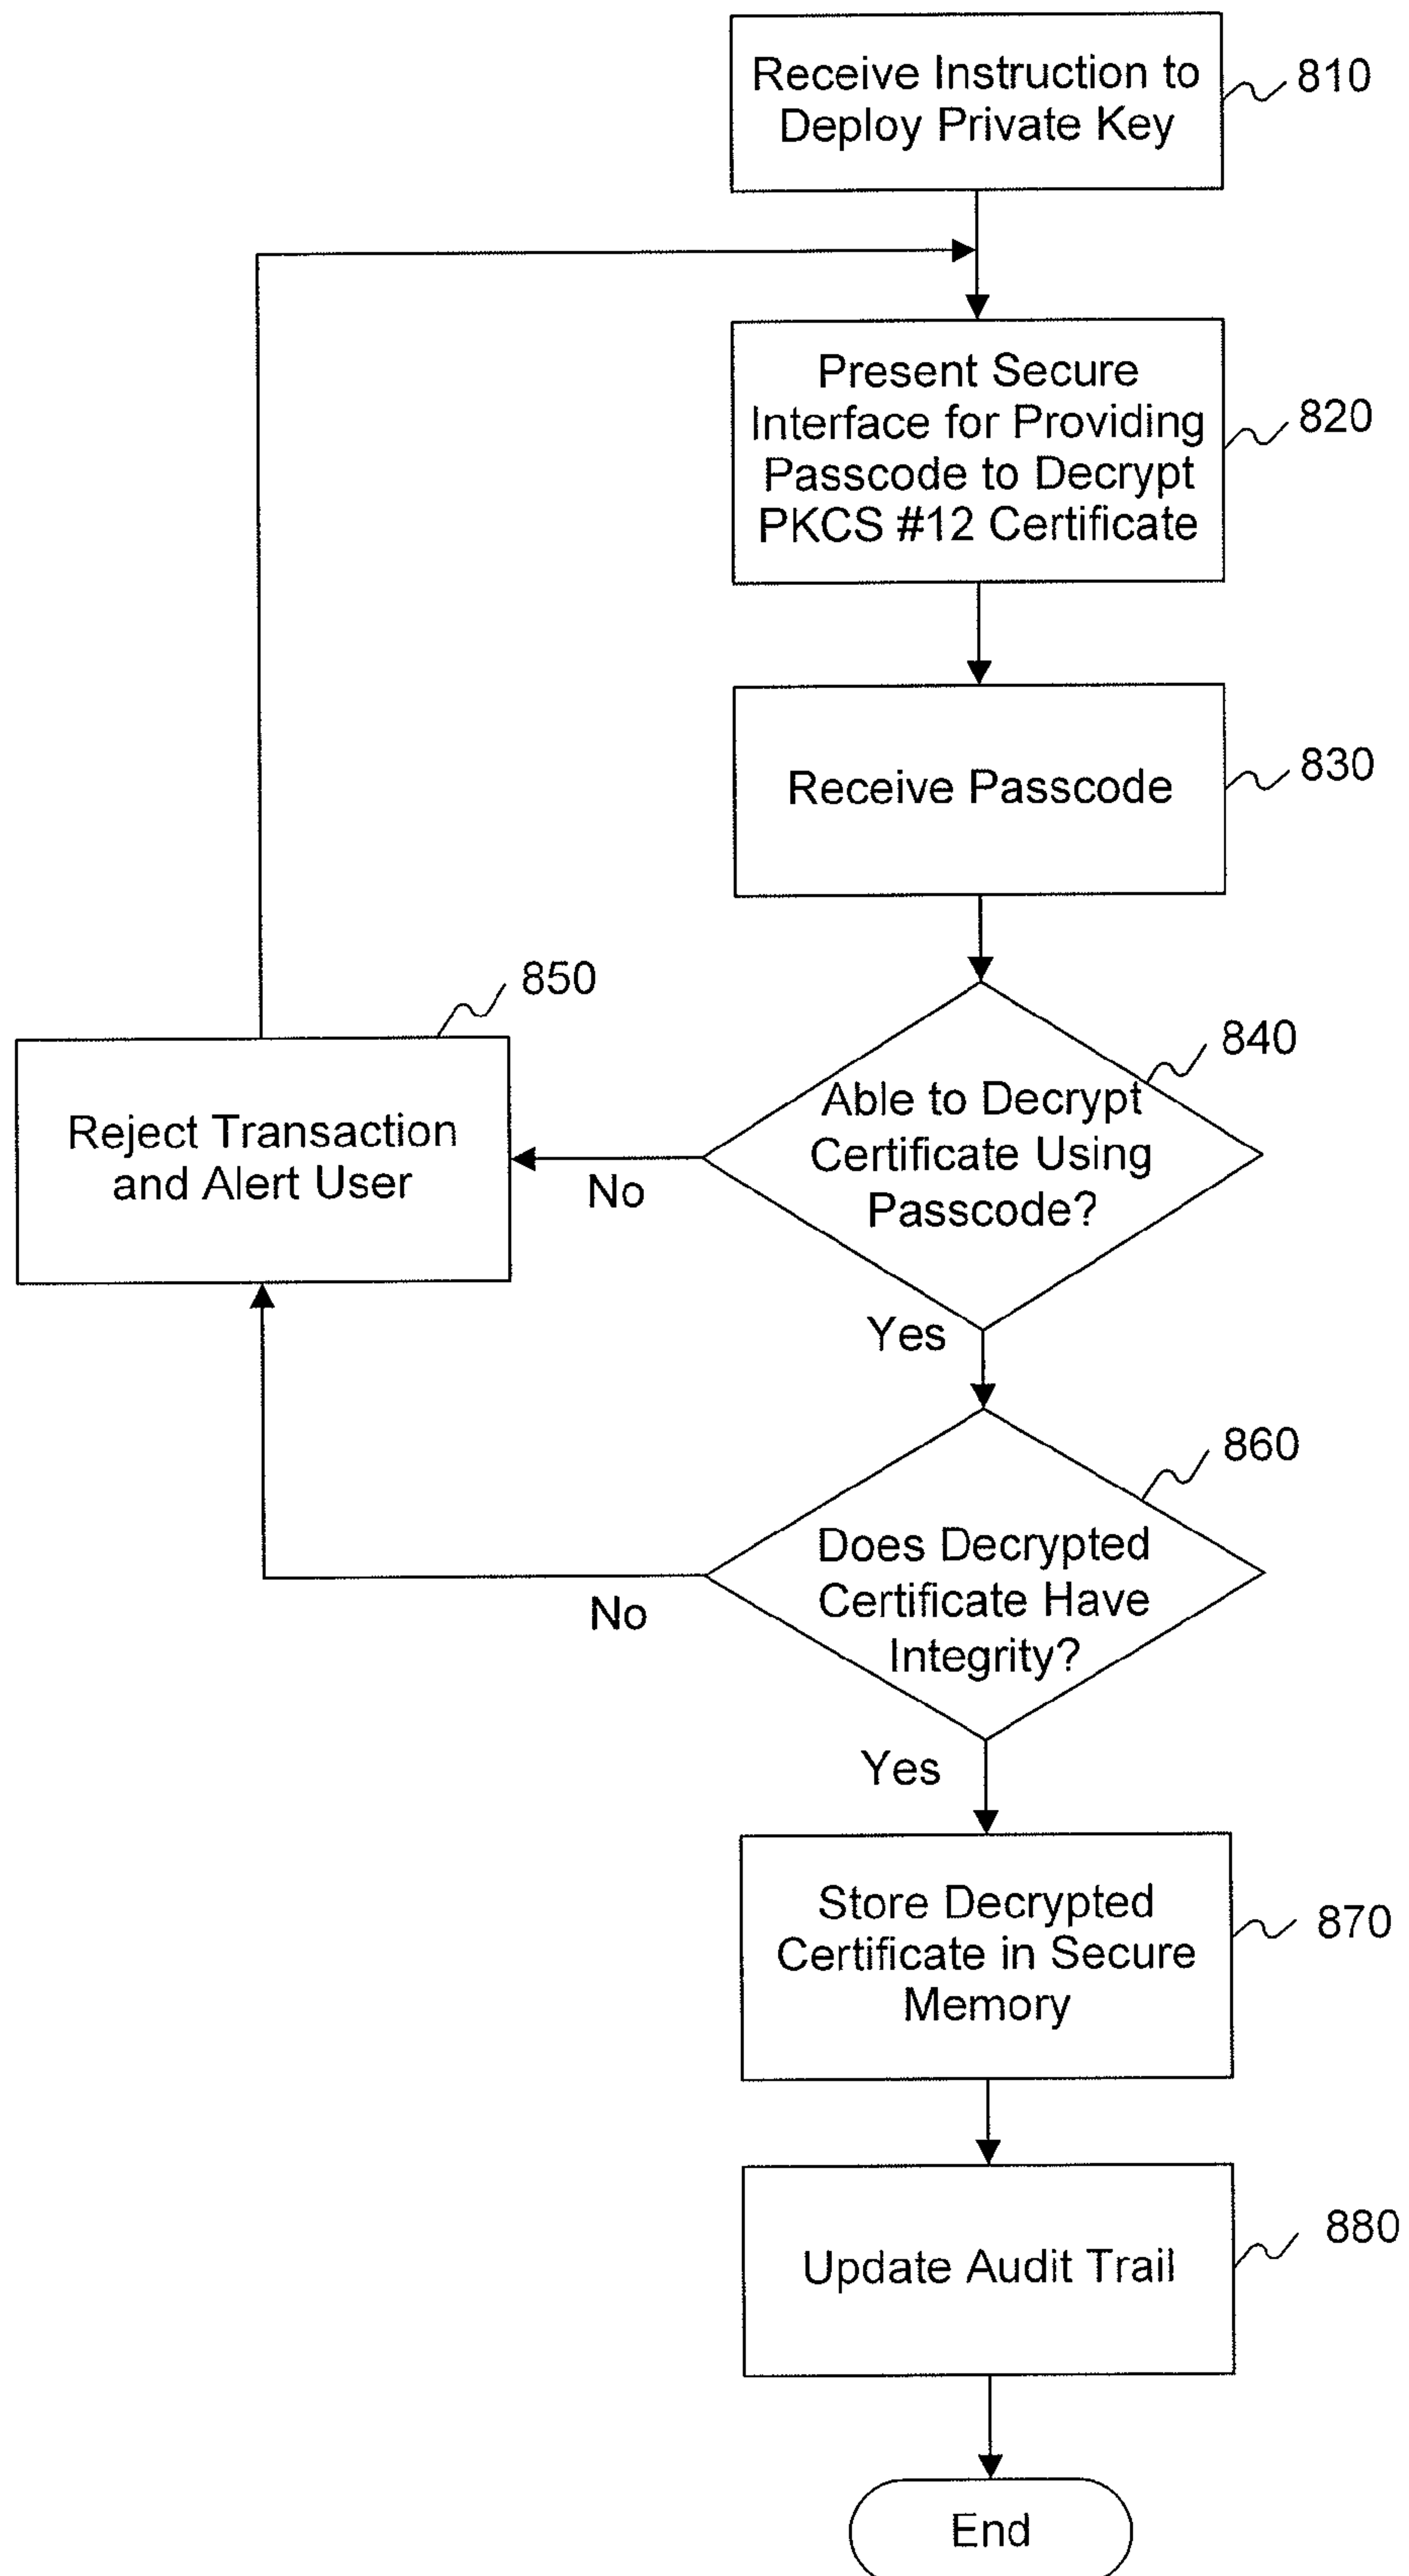 Receive Instruction to
Deploy Private Key
810
Present Secure
Interface for Providing
Passcode to Decrypt
PKCS #12 Certificate
820
Receive Passcode
830
850
Reject Transaction
and Alert User
840
Able to Decrypt
Certificate Using
Passcode?
No
Yes
860
Does Decrypted
Certificate Have
Integrity?
No
Yes
Store Decrypted
Certificate in Secure
Memory
870
Update Audit Trail
880
End